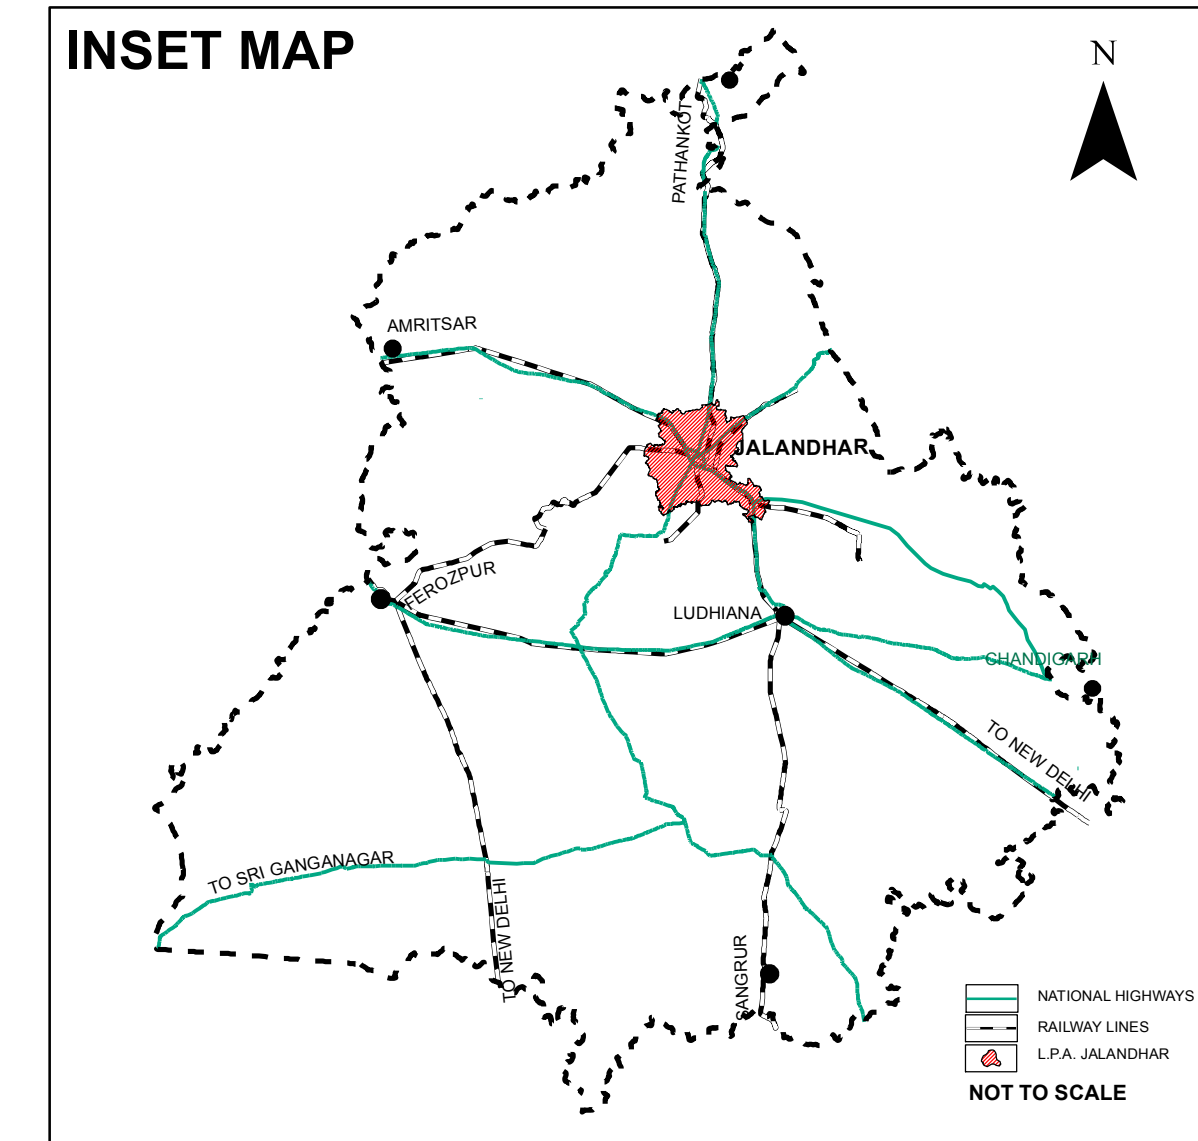 INSET MAP
N
PATHANKOT
AMRITSAR
JALANDHAR
FEROZPUR
LUDHIANA
CHANDIGARH
TO NEW DELHI
TO SRI GANGANAGAR
TO NEW DELHI
SANGRUR
NATIONAL HIGHWAYS
RAILWAY LINES
L.P.A. JALANDHAR
NOT TO SCALE